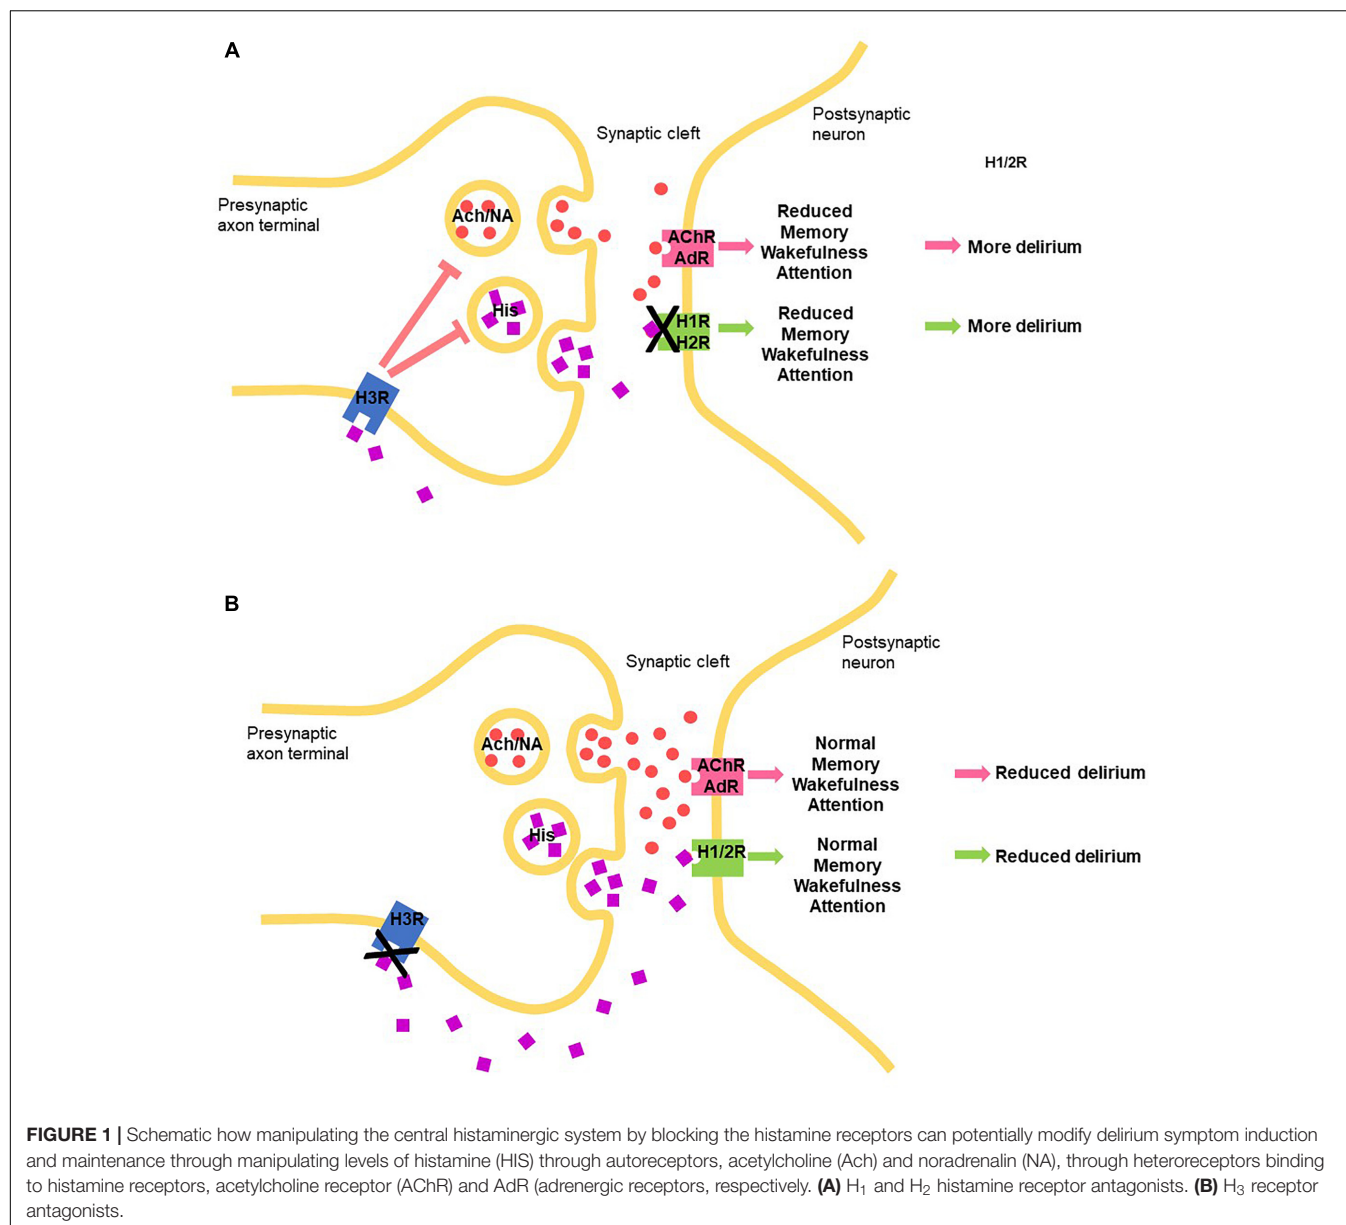 A
Synaptic cleft
Postsynaptic
neuron
H1/2R
Presynaptic
axon terminal
Ach/NA
AChR
AdR
Reduced
Memory
Wakefulness
Attention
More delirium
His
H1R
H2R
Reduced
Memory
Wakefulness
Attention
More delirium
H3R
B
Synaptic cleft
Postsynaptic
neuron
Presynaptic
axon terminal
Ach/NA
AChR
AdR
Normal
Memory
Wakefulness
Attention
Reduced delirium
His
H1/2R
Normal
Memory
Wakefulness
Attention
Reduced delirium
H3R
FIGURE 1 | Schematic how manipulating the central histaminergic system by blocking the histamine receptors can potentially modify delirium symptom induction
and maintenance through manipulating levels of histamine (HIS) through autoreceptors, acetylcholine (Ach) and noradrenalin (NA), through heteroreceptors binding
to histamine receptors, acetylcholine receptor (AChR) and AdR (adrenergic receptors, respectively. (A) H1 and H2 histamine receptor antagonists. (B) H3 receptor
antagonists.